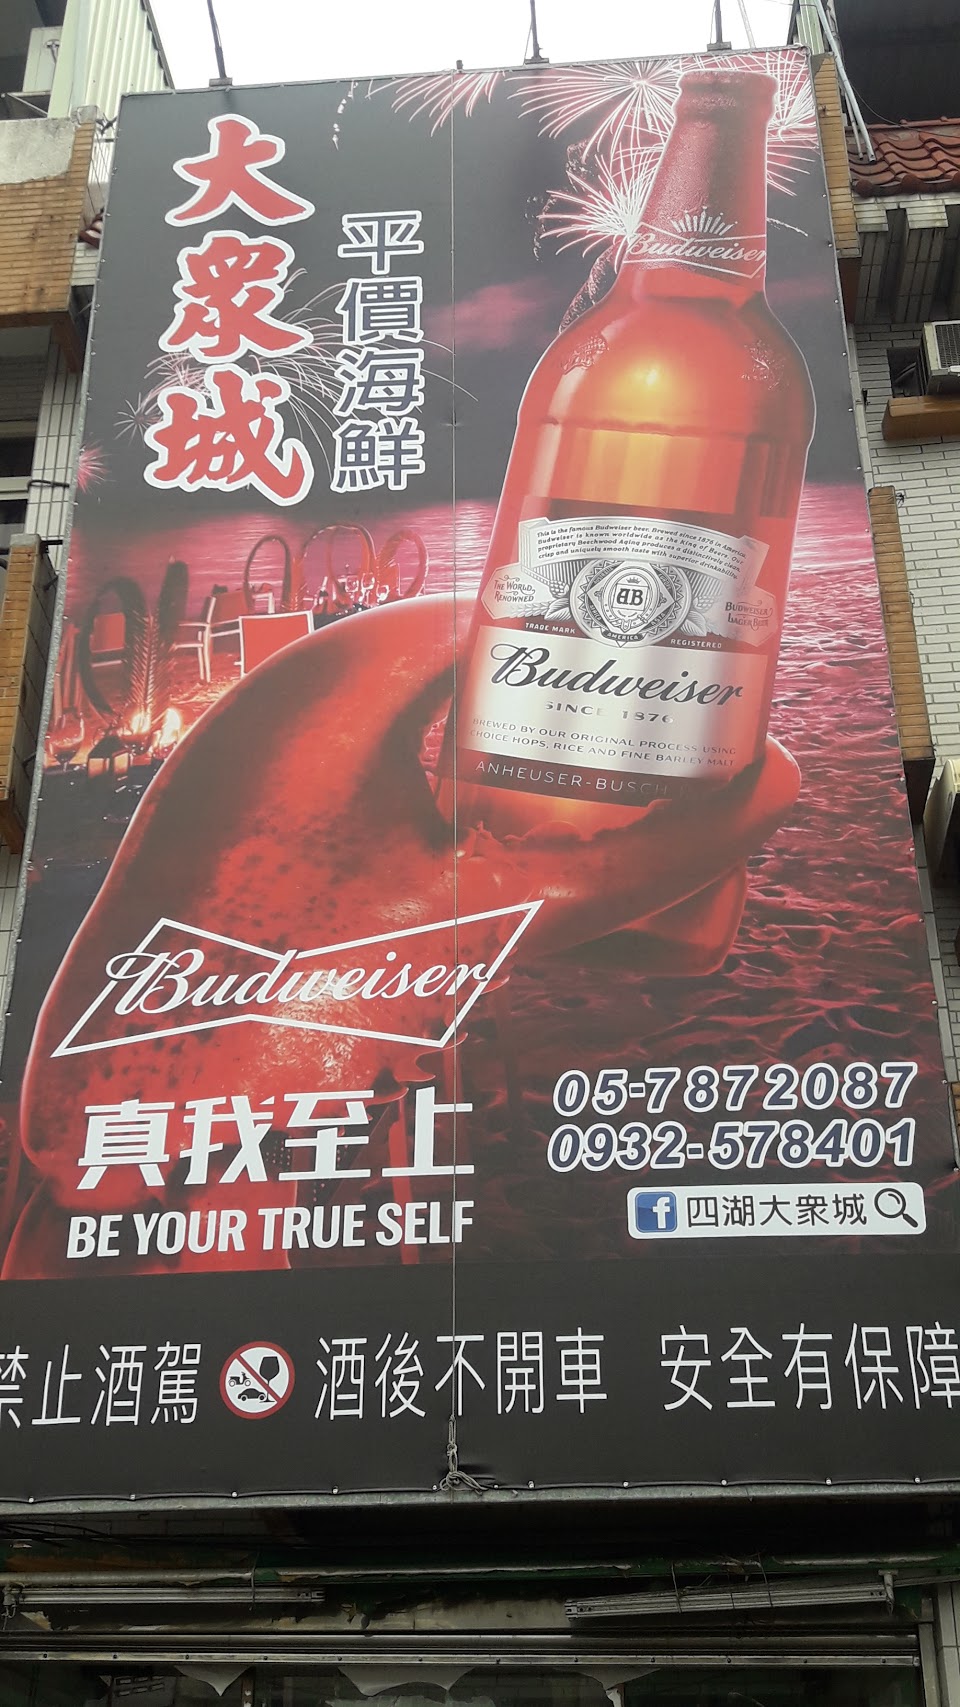 大眾城
平價海鮮
Budweiser
This is the famous Budweiser beer. Brewed since 1876 in America,
Budweiser is known worldwide as the King of Beers. Our
proprietary Beechwood Aging produces a distinctively clean,
crisp and uniquely smooth taste with superior drinkability.
THE WORLD
RENOWNED
BUDWEISER
LAGER BEER
TRADE MARK
AMERICA
REGISTERED
Budweiser
SINCE 1876
BREWED BY OUR ORIGINAL PROCESS USING
CHOICE HOPS, RICE AND FINE BARLEY MALT
ANHEUSER-BUSCH
Budweiser
真我至上
BE YOUR TRUE SELF
05-7872087
0932-578401
f 四湖大衆城
禁止酒駕 酒後不開車 安全有保障